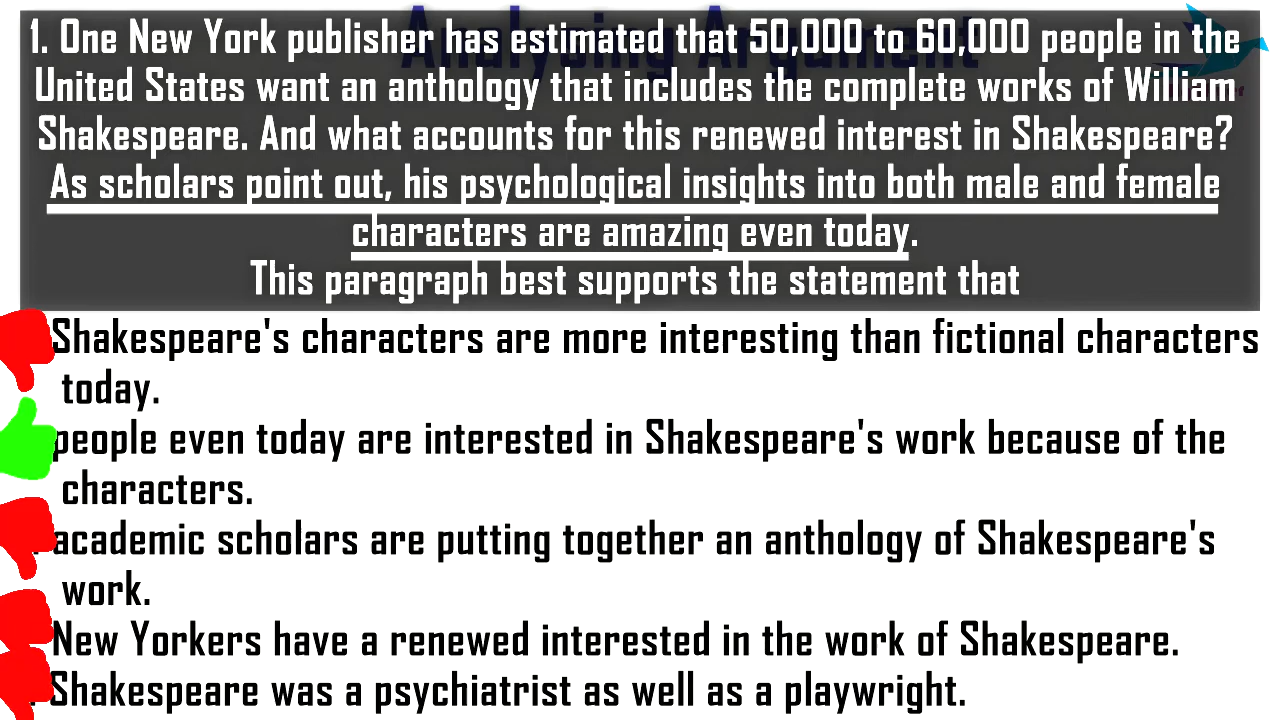 Analysing Argument
1. One New York publisher has estimated that 50,000 to 60,000 people in the
United States want an anthology that includes the complete works of William
Shakespeare. And what accounts for this renewed interest in Shakespeare?
As scholars point out, his psychological insights into both male and female
characters are amazing even today.
This paragraph best supports the statement that
Shakespeare's characters are more interesting than fictional characters
today.
people even today are interested in Shakespeare's work because of the
characters.
academic scholars are putting together an anthology of Shakespeare's
work.
New Yorkers have a renewed interested in the work of Shakespeare.
Shakespeare was a psychiatrist as well as a playwright.